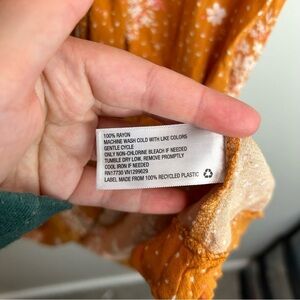 100% RAYON
MACHINE WASH COLD WITH LIKE COLORS
GENTLE CYCLE
ONLY NON-CHLORINE BLEACH IF NEEDED
TUMBLE DRY LOW, REMOVE PROMPTLY
COOL IRON IF NEEDED
RN17730 VN1299629
LABEL MADE FROM 100% RECYCLED PLASTIC